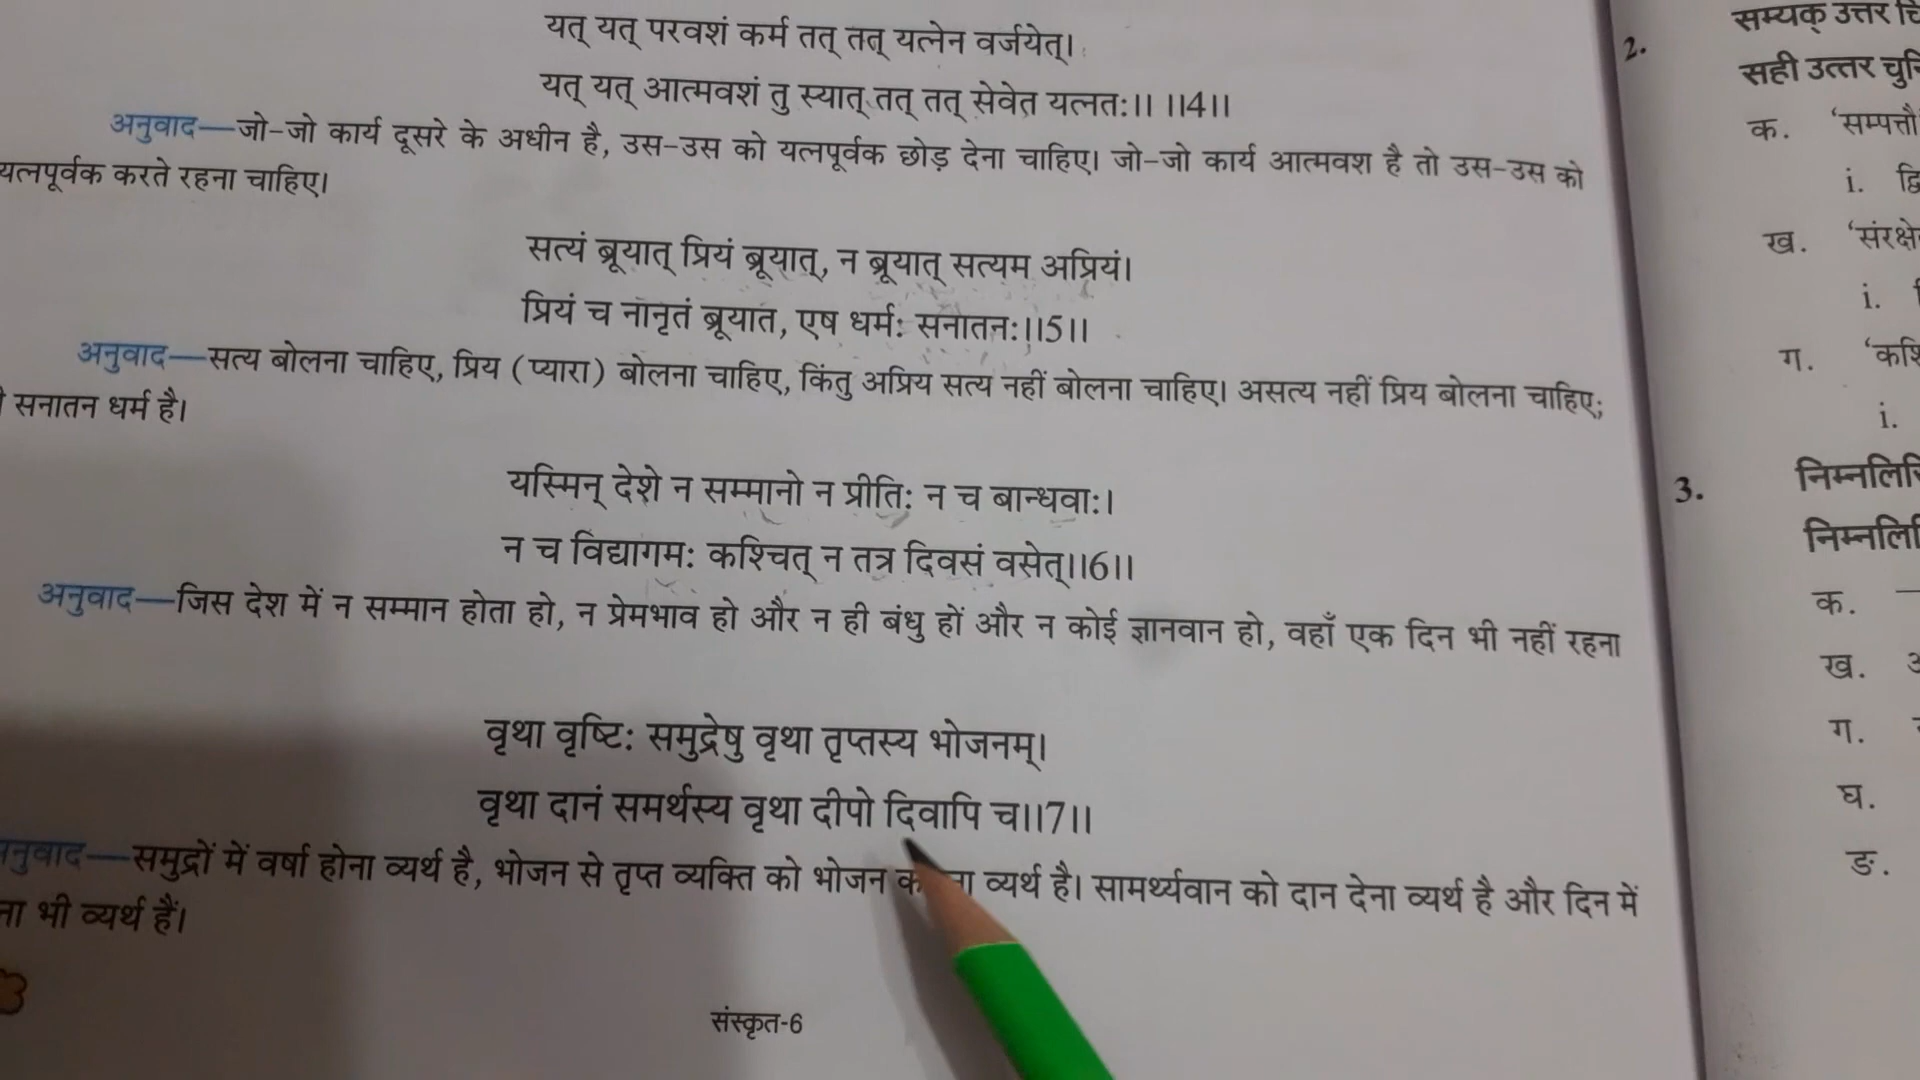 यत् यत् परवशं कर्म तत् तत् यत्नेन वर्जयेत्।
यत् यत् आत्मवशं तु स्यात् तत् तत् सेवेत यत्नतः।। ।।4।।
अनुवाद—जो-जो कार्य दूसरे के अधीन है, उस-उस को यत्नपूर्वक छोड़ देना चाहिए। जो-जो कार्य आत्मवश है तो उस-उस को
यत्नपूर्वक करते रहना चाहिए।
सत्यं ब्रूयात् प्रियं ब्रूयात्, न ब्रूयात् सत्यम अप्रियं।
प्रियं च नानृतं ब्रूयात, एष धर्मः सनातनः।।5।।
अनुवाद—सत्य बोलना चाहिए, प्रिय (प्यारा) बोलना चाहिए, किंतु अप्रिय सत्य नहीं बोलना चाहिए। असत्य नहीं प्रिय बोलना चाहिए;
सनातन धर्म है।
यस्मिन् देशे न सम्मानो न प्रीतिः न च बान्धवाः।
न च विद्यागमः कश्चित् न तत्र दिवसं वसेत्।।6।।
अनुवाद—जिस देश में न सम्मान होता हो, न प्रेमभाव हो और न ही बंधु हों और न कोई ज्ञानवान हो, वहाँ एक दिन भी नहीं रहना
वृथा वृष्टिः समुद्रेषु वृथा तृप्तस्य भोजनम्।
वृथा दानं समर्थस्य वृथा दीपो दिवापि च।।7।।
नुवाद—समुद्रों में वर्षा होना व्यर्थ है, भोजन से तृप्त व्यक्ति को भोजन व्यर्थ है। सामर्थ्यवान को दान देना व्यर्थ है और दिन में
ना भी व्यर्थ हैं।
संस्कृत-6
2. सम्यक् उत्तर
सही उत्तर
क. ‘सम्पत्तौ
i. द्वि
ख. ‘संरक्षे
i.
ग.
i.
3. निम्नलि
निम्नलि
क.
ख.
ग.
घ.
ङ.